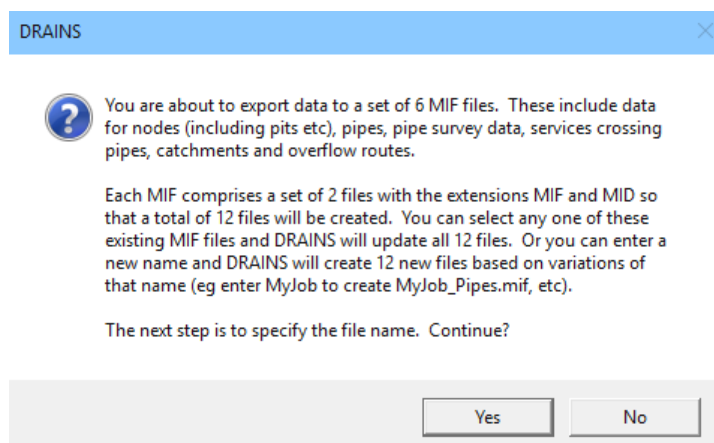 DRAINS
You are about to export data to a set of 6 MIF files.  These include data
for nodes (including pits etc), pipes, pipe survey data, services crossing
pipes, catchments and overflow routes.
Each MIF comprises a set of 2 files with the extensions MIF and MID so
that a total of 12 files will be created.  You can select any one of these
existing MIF files and DRAINS will update all 12 files.  Or you can enter a
new name and DRAINS will create 12 new files based on variations of
that name (eg enter MyJob to create MyJob_Pipes.mif, etc).
The next step is to specify the file name.  Continue?
Yes No